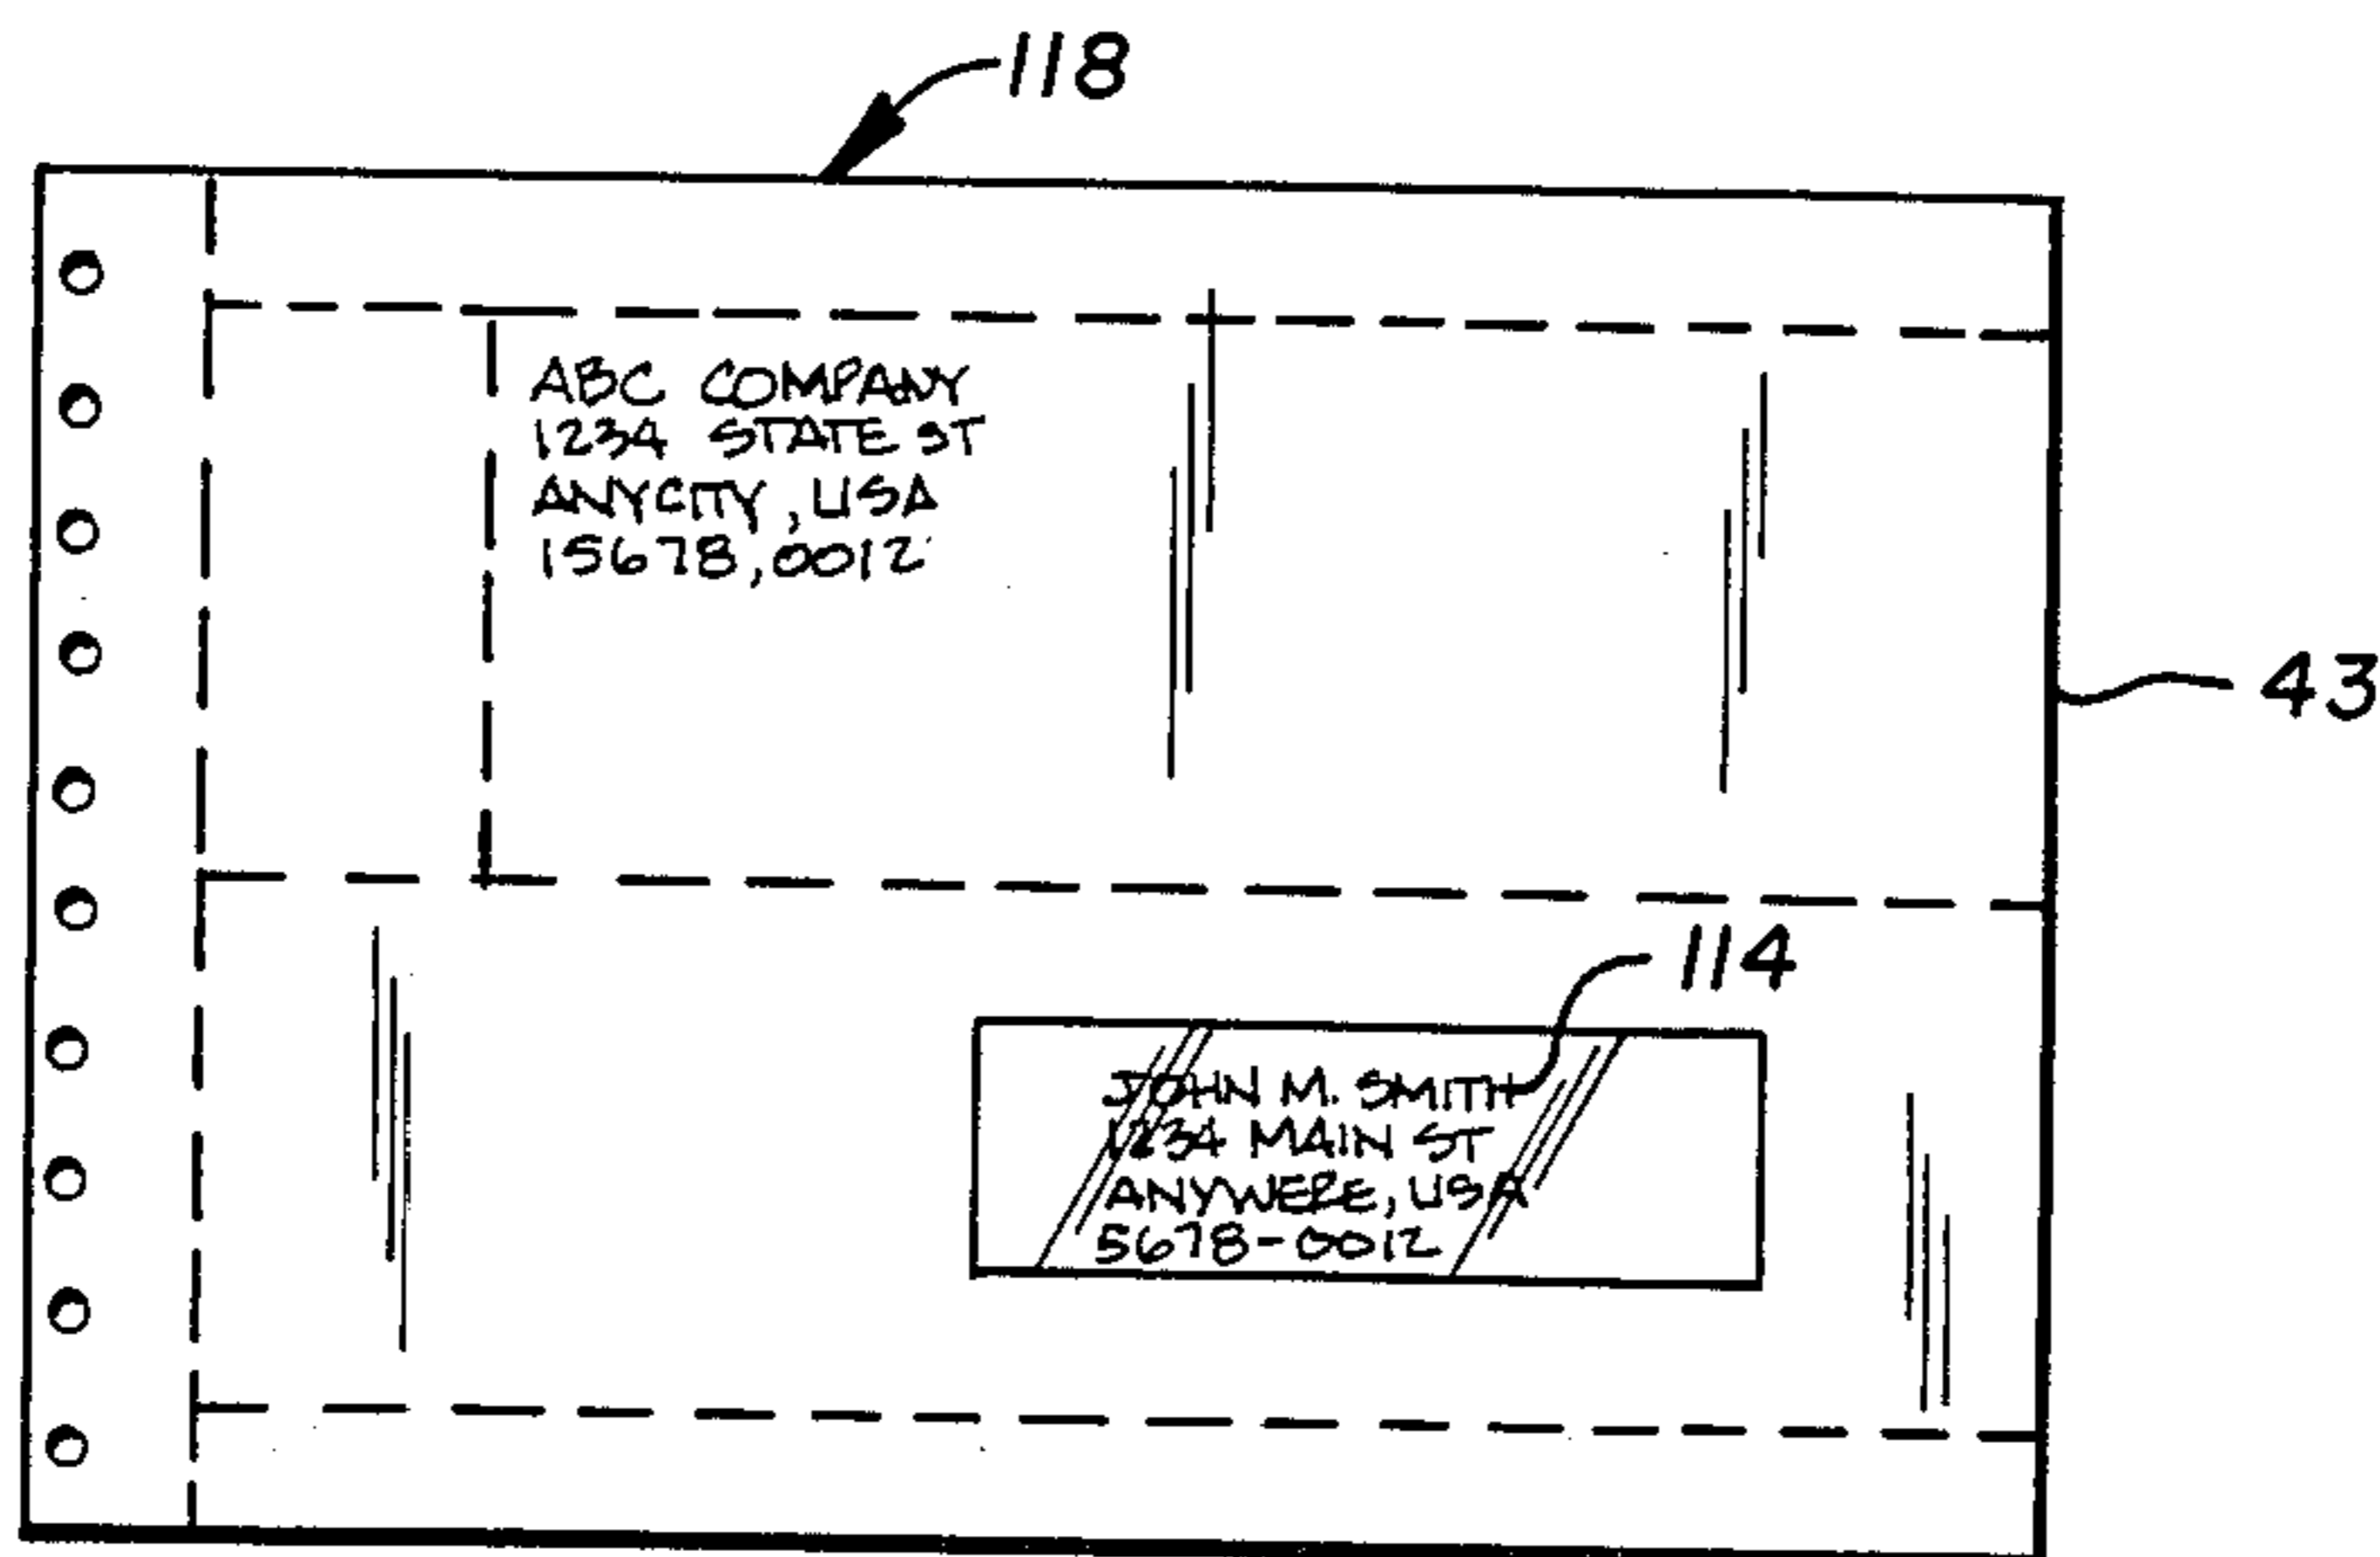 118
ABC COMPANY
1234 STATE ST
ANYCITY, USA
15678,0012
43
114
JOHN M. SMITH
1234 MAIN ST
ANYWERE, USA
5678-0012